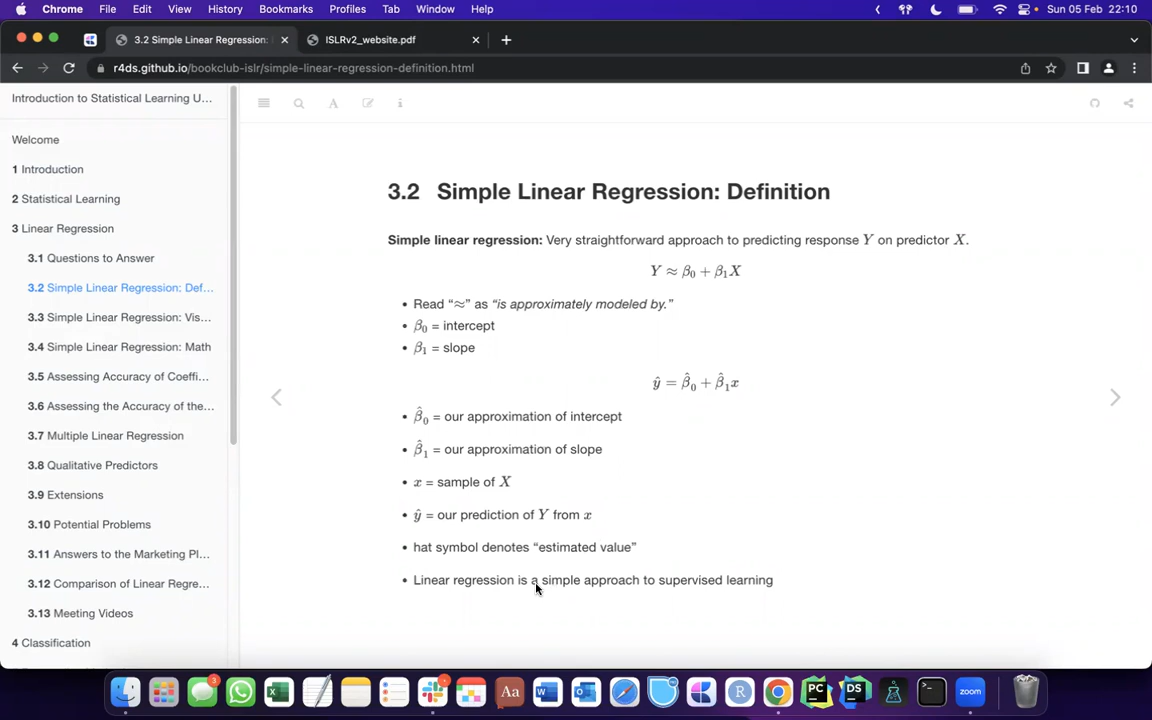 Chrome File Edit View History Bookmarks Profiles Tab Window Help Sun 05 Feb 22:10
3.2 Simple Linear Regression: ISLRv2_website.pdf
r4ds.github.io/bookclub-islr/simple-linear-regression-definition.html
Introduction to Statistical Learning U...
Welcome
1 Introduction
2 Statistical Learning
3 Linear Regression
3.1 Questions to Answer
3.2 Simple Linear Regression: Def...
3.3 Simple Linear Regression: Vis...
3.4 Simple Linear Regression: Math
3.5 Assessing Accuracy of Coeffi...
3.6 Assessing the Accuracy of the...
3.7 Multiple Linear Regression
3.8 Qualitative Predictors
3.9 Extensions
3.10 Potential Problems
3.11 Answers to the Marketing Pl...
3.12 Comparison of Linear Regre...
3.13 Meeting Videos
4 Classification
3.2 Simple Linear Regression: Definition
Simple linear regression: Very straightforward approach to predicting response Y on predictor X.
Y ≈ β₀ + β₁X
• Read “≈” as “is approximately modeled by.”
• β₀ = intercept
• β₁ = slope
ŷ = β̂₀ + β̂₁x
• β̂₀ = our approximation of intercept
• β̂₁ = our approximation of slope
• x = sample of X
• ŷ = our prediction of Y from x
• hat symbol denotes “estimated value”
• Linear regression is a simple approach to supervised learning
3
Aa
W
R
PC
DS
zoom